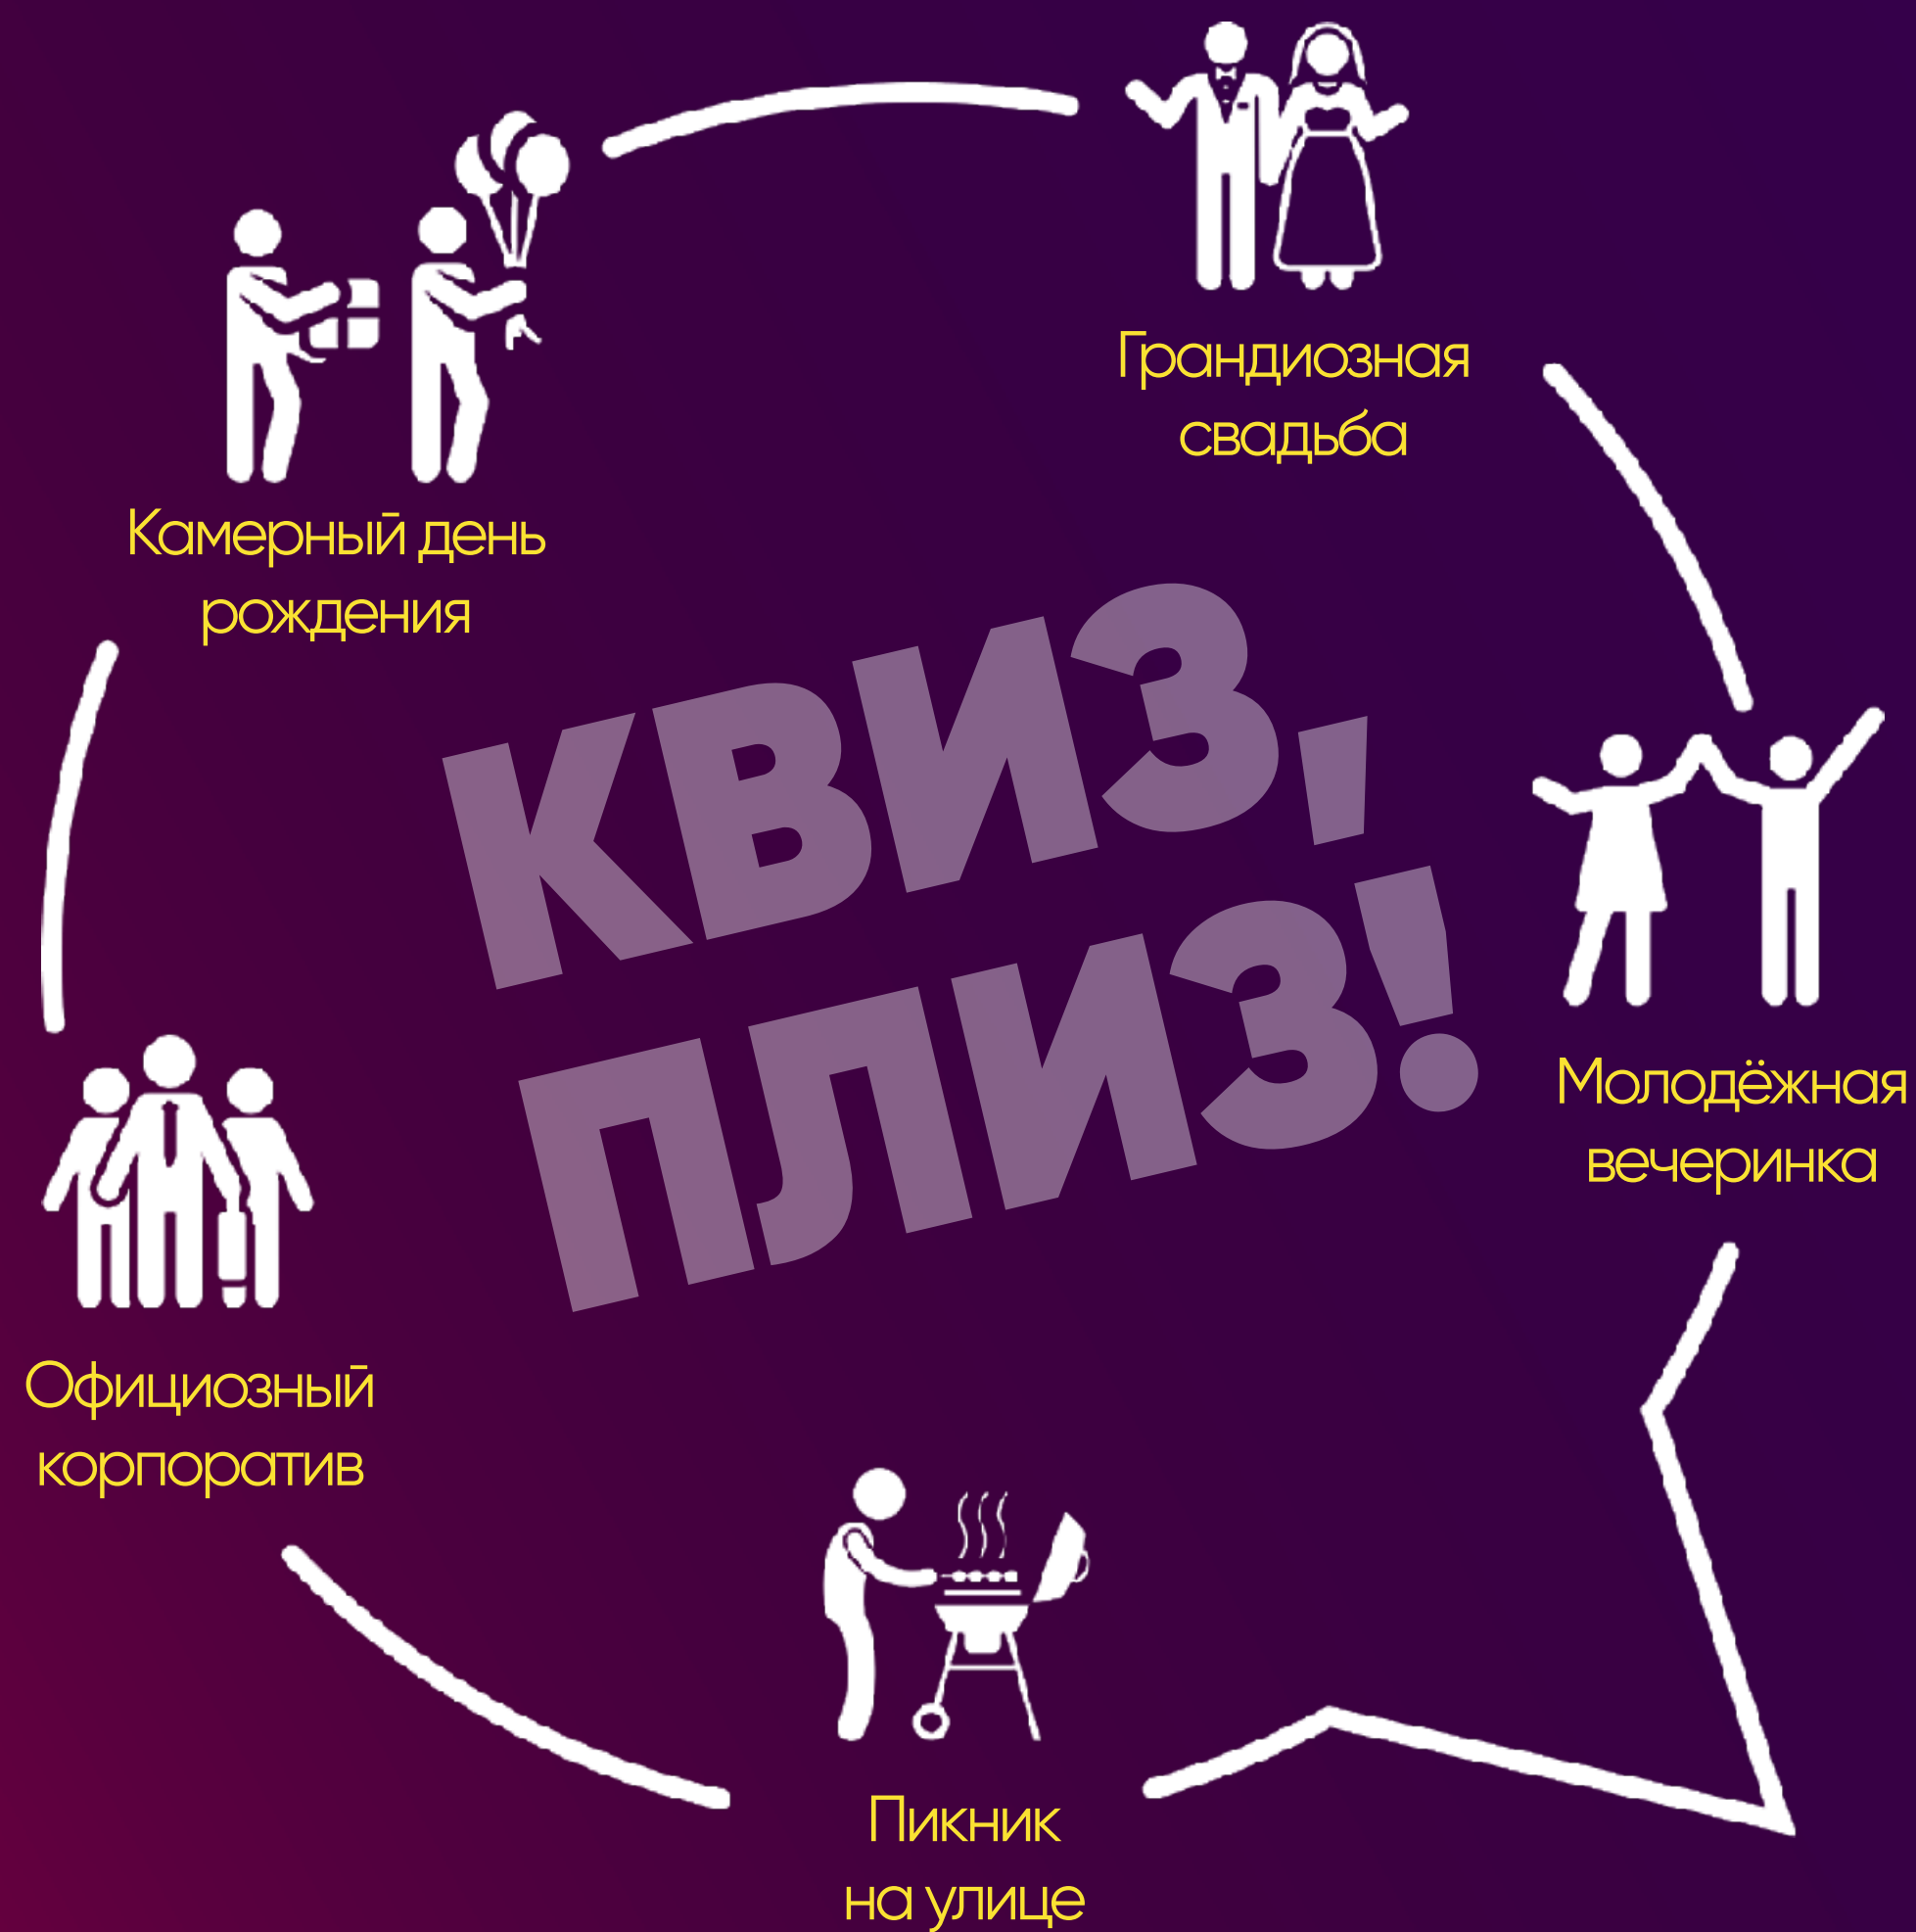 Грандиозная
свадьба
Камерный день
рождения
КВИЗ,
ПЛИЗ!
Молодёжная
вечеринка
Официозный
корпоратив
Пикник
на улице